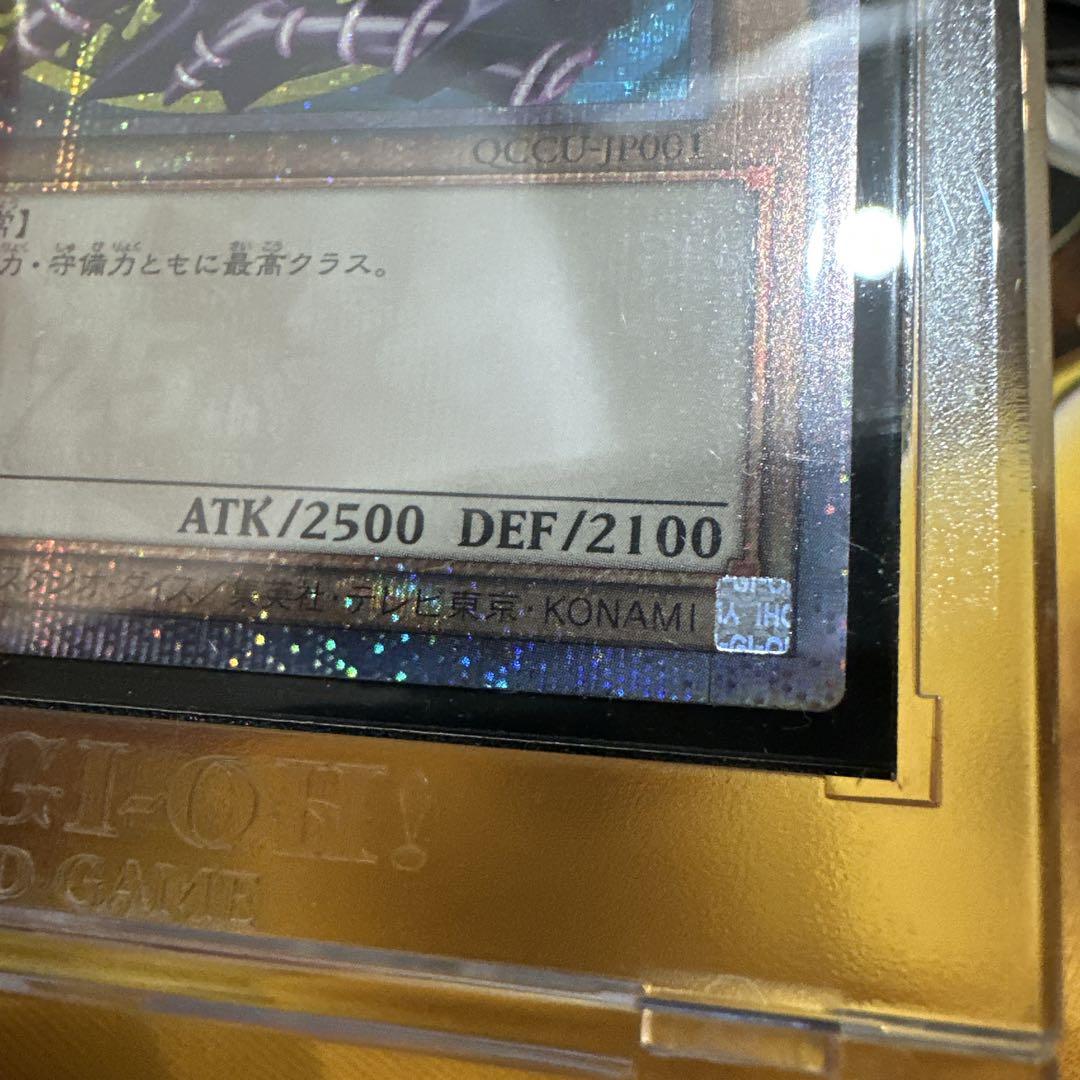 QCCU-JP001
常】
力・守備力ともに最高クラス。
ATK/2500 DEF/2100
スタジオ・ダイス／集英社・テレビ東京・KONAMI
GI-OH!
D GAME